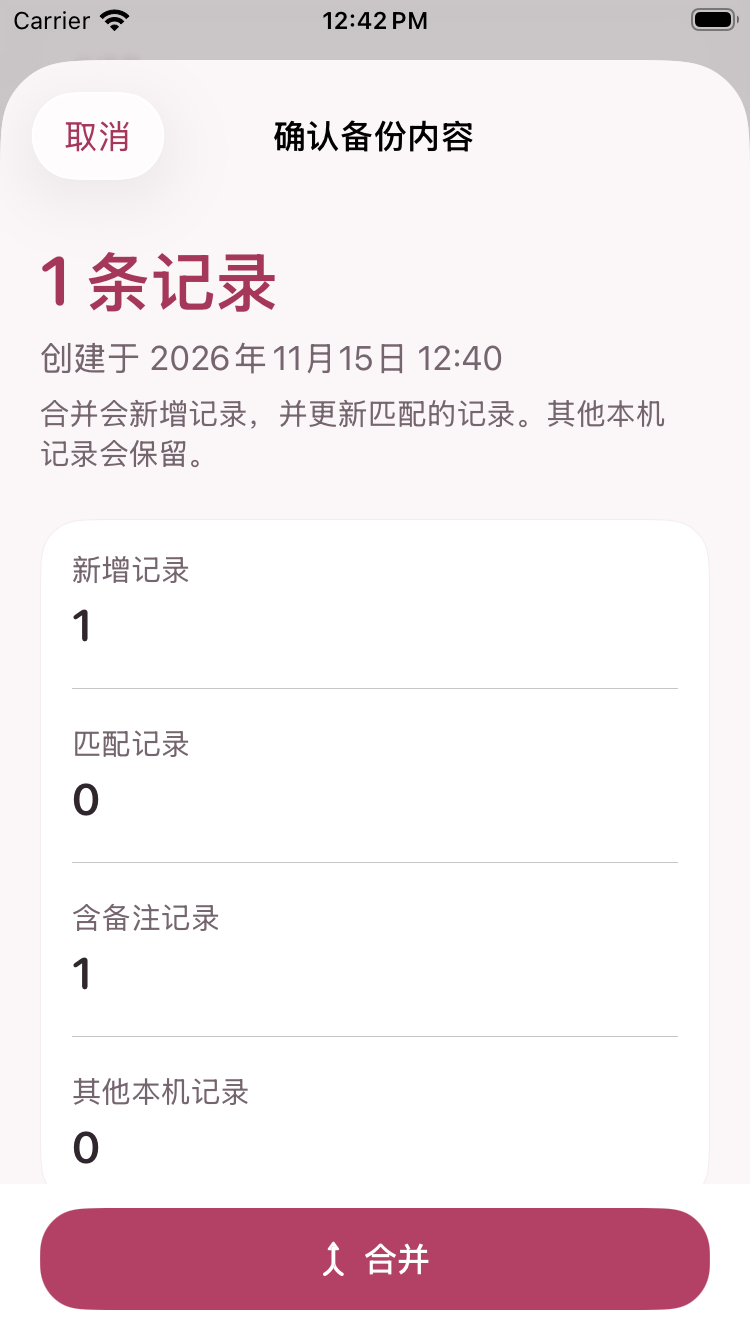 Carrier 12:42 PM
取消 确认备份内容
1 条记录
创建于 2026年11月15日 12:40
合并会新增记录，并更新匹配的记录。其他本机
记录会保留。
新增记录
1
匹配记录
0
含备注记录
1
其他本机记录
0
合并